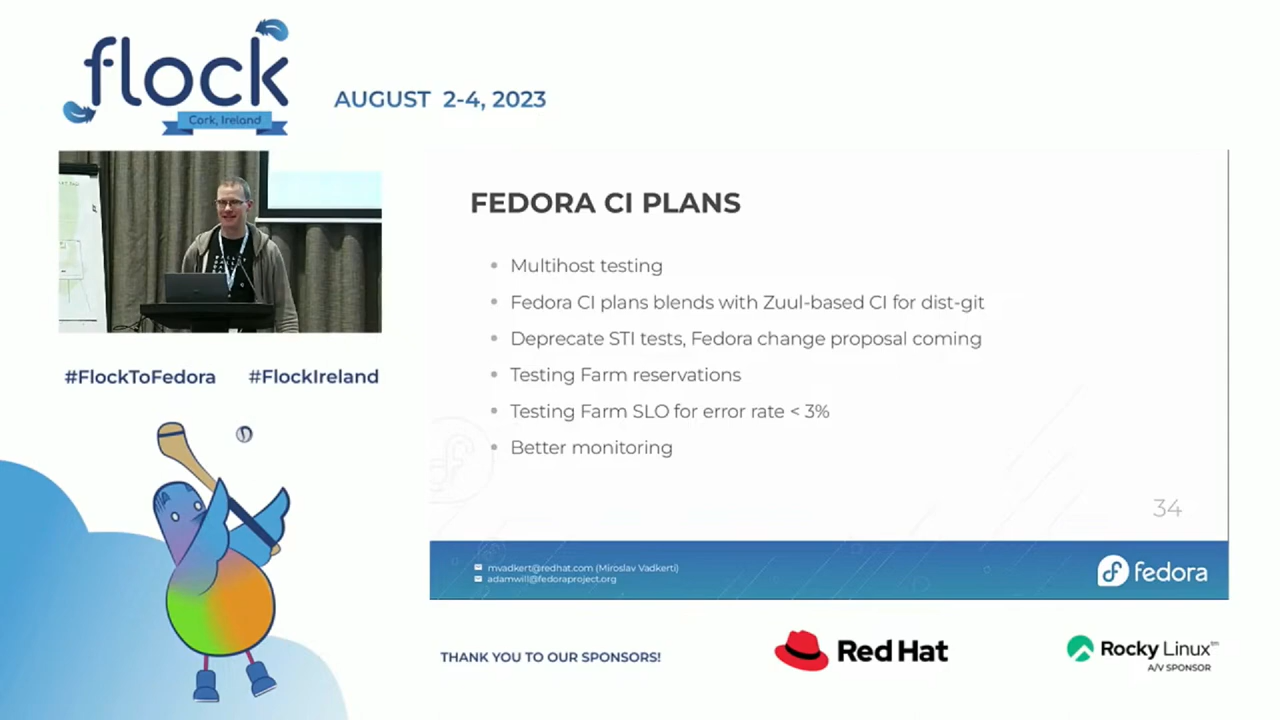 flock
Cork, Ireland
AUGUST 2-4, 2023
#FlockToFedora #FlockIreland
FEDORA CI PLANS
• Multihost testing
• Fedora CI plans blends with Zuul-based CI for dist-git
• Deprecate STI tests, Fedora change proposal coming
• Testing Farm reservations
• Testing Farm SLO for error rate < 3%
• Better monitoring
34
mvadkert@redhat.com (Miroslav Vadkerti)
adamwill@fedoraproject.org
fedora
THANK YOU TO OUR SPONSORS!
Red Hat
Rocky Linux™
A/V SPONSOR